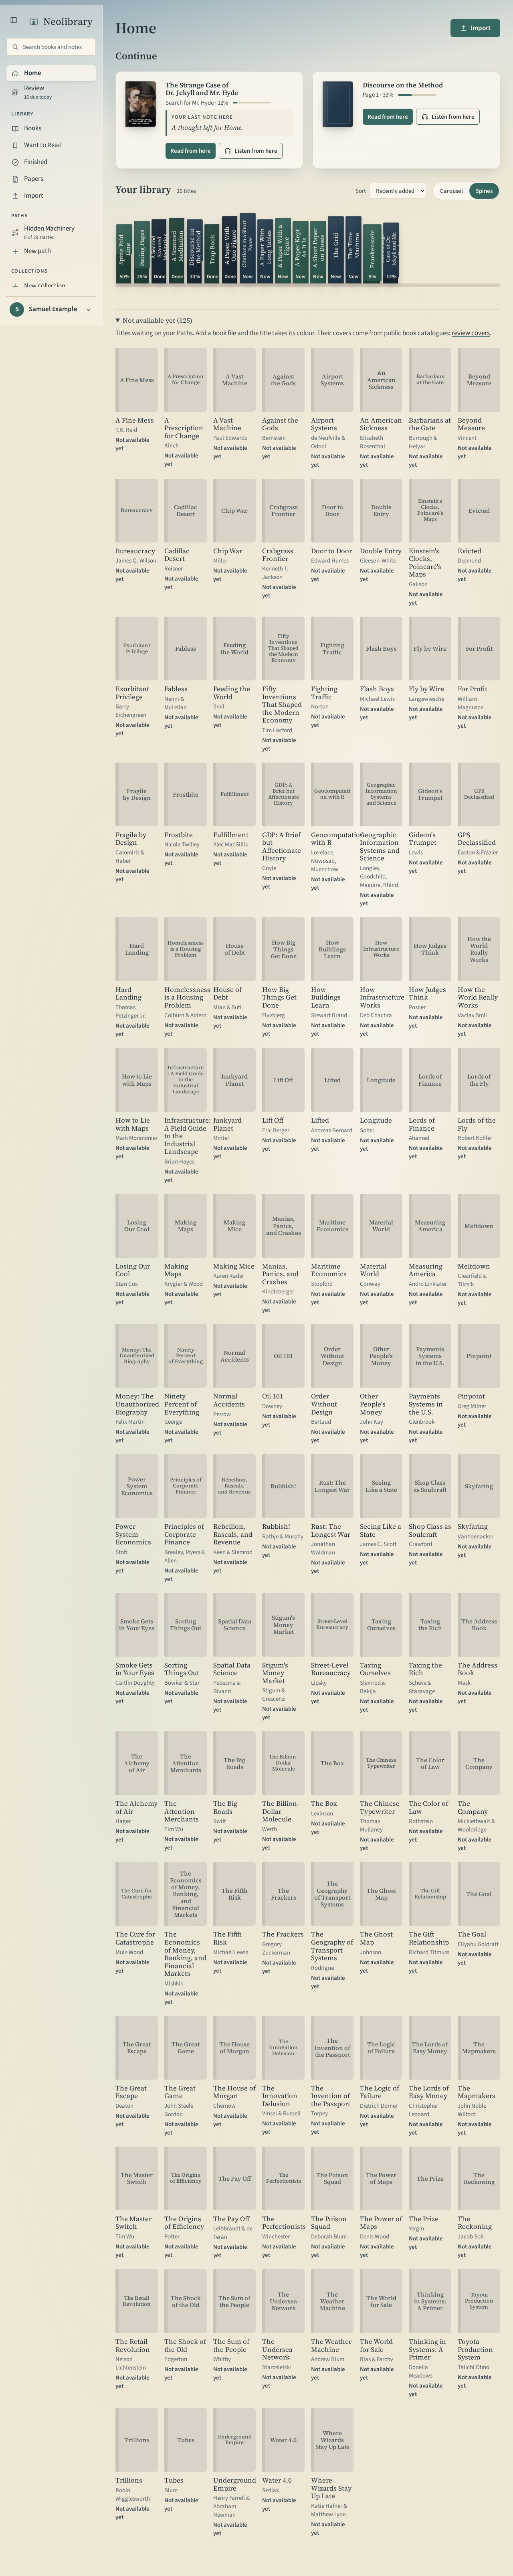 Neolibrary
Search books and notes
Home
Review
16 due today
LIBRARY
Books
Want to Read
Finished
Papers
Import
PATHS
Hidden Machinery
0 of 29 started
New path
COLLECTIONS
New collection
S
Samuel Example
Home
Import
Continue
The Strange Case of
Dr. Jekyll and Mr. Hyde
Search for Mr. Hyde · 12%
YOUR LAST NOTE HERE
A thought left for Home.
Read from here
Listen from here
Discourse on the Method
Page 1 · 33%
Read from here
Listen from here
Your library
16 titles
Sort
Recently added
Carousel
Spines
▼ Not available yet (125)
Titles waiting on your Paths. Add a book file and the title takes its colour. Their covers come from public book catalogues: review covers.
A Fine Mess
T.R. Reid
Not available yet
A Prescription for Change
Kinch
Not available yet
A Vast Machine
Paul Edwards
Not available yet
Against the Gods
Bernstein
Not available yet
Airport Systems
de Neufville & Odoni
Not available yet
An American Sickness
Elisabeth Rosenthal
Not available yet
Barbarians at the Gate
Burrough & Helyar
Not available yet
Beyond Measure
Vincent
Not available yet
Bureaucracy
James Q. Wilson
Not available yet
Cadillac Desert
Reisner
Not available yet
Chip War
Miller
Not available yet
Crabgrass Frontier
Kenneth T. Jackson
Not available yet
Door to Door
Edward Humes
Not available yet
Double Entry
Gleeson-White
Not available yet
Einstein's Clocks, Poincaré's Maps
Galison
Not available yet
Evicted
Desmond
Not available yet
Exorbitant Privilege
Barry Eichengreen
Not available yet
Fabless
Nenni & McLellan
Not available yet
Feeding the World
Smil
Not available yet
Fifty Inventions That Shaped the Modern Economy
Tim Harford
Not available yet
Fighting Traffic
Norton
Not available yet
Flash Boys
Michael Lewis
Not available yet
Fly by Wire
Langewiesche
Not available yet
For Profit
William Magnuson
Not available yet
Fragile by Design
Calomiris & Haber
Not available yet
Frostbite
Nicola Twilley
Not available yet
Fulfillment
Alec MacGillis
Not available yet
GDP: A Brief but Affectionate History
Coyle
Not available yet
Geocomputation with R
Lovelace, Nowosad, Muenchow
Not available yet
Geographic Information Systems and Science
Longley, Goodchild, Maguire, Rhind
Not available yet
Gideon's Trumpet
Lewis
Not available yet
GPS Declassified
Easton & Frazier
Not available yet
Hard Landing
Thomas Petzinger Jr.
Not available yet
Homelessness is a Housing Problem
Colburn & Aldern
Not available yet
House of Debt
Mian & Sufi
Not available yet
How Big Things Get Done
Flyvbjerg
Not available yet
How Buildings Learn
Stewart Brand
Not available yet
How Infrastructure Works
Deb Chachra
Not available yet
How Judges Think
Posner
Not available yet
How the World Really Works
Vaclav Smil
Not available yet
How to Lie with Maps
Mark Monmonier
Not available yet
Infrastructure: A Field Guide to the Industrial Landscape
Brian Hayes
Not available yet
Junkyard Planet
Minter
Not available yet
Lift Off
Eric Berger
Not available yet
Lifted
Andreas Bernard
Not available yet
Longitude
Sobel
Not available yet
Lords of Finance
Ahamed
Not available yet
Lords of the Fly
Robert Kohler
Not available yet
Losing Our Cool
Stan Cox
Not available yet
Making Maps
Krygier & Wood
Not available yet
Making Mice
Karen Rader
Not available yet
Manias, Panics, and Crashes
Kindleberger
Not available yet
Maritime Economics
Stopford
Not available yet
Material World
Conway
Not available yet
Measuring America
Andro Linklater
Not available yet
Meltdown
Clearfield & Tilcsik
Not available yet
Money: The Unauthorized Biography
Felix Martin
Not available yet
Ninety Percent of Everything
George
Not available yet
Normal Accidents
Perrow
Not available yet
Oil 101
Downey
Not available yet
Order Without Design
Bertaud
Not available yet
Other People's Money
John Kay
Not available yet
Payments Systems in the U.S.
Glenbrook
Not available yet
Pinpoint
Greg Milner
Not available yet
Power System Economics
Stoft
Not available yet
Principles of Corporate Finance
Brealey, Myers & Allen
Not available yet
Rebellion, Rascals, and Revenue
Keen & Slemrod
Not available yet
Rubbish!
Rathje & Murphy
Not available yet
Rust: The Longest War
Jonathan Waldman
Not available yet
Seeing Like a State
James C. Scott
Not available yet
Shop Class as Soulcraft
Crawford
Not available yet
Skyfaring
Vanhoenacker
Not available yet
Smoke Gets in Your Eyes
Caitlin Doughty
Not available yet
Sorting Things Out
Bowker & Star
Not available yet
Spatial Data Science
Pebesma & Bivand
Not available yet
Stigum's Money Market
Stigum & Crescenzi
Not available yet
Street-Level Bureaucracy
Lipsky
Not available yet
Taxing Ourselves
Slemrod & Bakija
Not available yet
Taxing the Rich
Scheve & Stasavage
Not available yet
The Address Book
Mask
Not available yet
The Alchemy of Air
Hager
Not available yet
The Attention Merchants
Tim Wu
Not available yet
The Big Roads
Swift
Not available yet
The Billion-Dollar Molecule
Werth
Not available yet
The Box
Levinson
Not available yet
The Chinese Typewriter
Thomas Mullaney
Not available yet
The Color of Law
Rothstein
Not available yet
The Company
Micklethwait & Wooldridge
Not available yet
The Cure for Catastrophe
Muir-Wood
Not available yet
The Economics of Money, Banking, and Financial Markets
Mishkin
Not available yet
The Fifth Risk
Michael Lewis
Not available yet
The Frackers
Gregory Zuckerman
Not available yet
The Geography of Transport Systems
Rodrigue
Not available yet
The Ghost Map
Johnson
Not available yet
The Gift Relationship
Richard Titmuss
Not available yet
The Goal
Eliyahu Goldratt
Not available yet
The Great Escape
Deaton
Not available yet
The Great Game
John Steele Gordon
Not available yet
The House of Morgan
Chernow
Not available yet
The Innovation Delusion
Vinsel & Russell
Not available yet
The Invention of the Passport
Torpey
Not available yet
The Logic of Failure
Dietrich Dörner
Not available yet
The Lords of Easy Money
Christopher Leonard
Not available yet
The Mapmakers
John Noble Wilford
Not available yet
The Master Switch
Tim Wu
Not available yet
The Origins of Efficiency
Potter
Not available yet
The Pay Off
Leibbrandt & de Terán
Not available yet
The Perfectionists
Winchester
Not available yet
The Poison Squad
Deborah Blum
Not available yet
The Power of Maps
Denis Wood
Not available yet
The Prize
Yergin
Not available yet
The Reckoning
Jacob Soll
Not available yet
The Retail Revolution
Nelson Lichtenstein
Not available yet
The Shock of the Old
Edgerton
Not available yet
The Sum of the People
Whitby
Not available yet
The Undersea Network
Starosielski
Not available yet
The Weather Machine
Andrew Blum
Not available yet
The World for Sale
Blas & Farchy
Not available yet
Thinking in Systems: A Primer
Donella Meadows
Not available yet
Toyota Production System
Taiichi Ohno
Not available yet
Trillions
Robin Wigglesworth
Not available yet
Tubes
Blum
Not available yet
Underground Empire
Henry Farrell & Abraham Newman
Not available yet
Water 4.0
Sedlak
Not available yet
Where Wizards Stay Up Late
Katie Hafner & Matthew Lyon
Not available yet